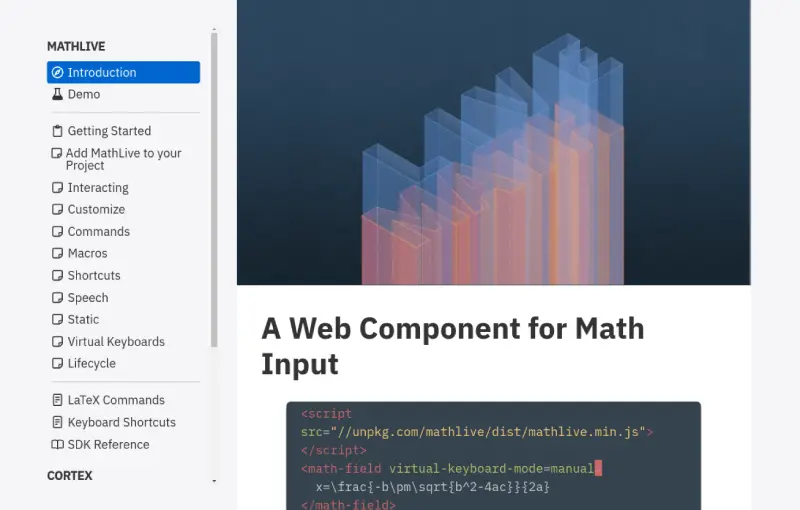 MATHLIVE
Introduction
Demo
Getting Started
Add MathLive to your
Project
Interacting
Customize
Commands
Macros
Shortcuts
Speech
Static
Virtual Keyboards
Lifecycle
LaTeX Commands
Keyboard Shortcuts
SDK Reference
CORTEX
A Web Component for Math
Input
<script
src="//unpkg.com/mathlive/dist/mathlive.min.js">
</script>
<math-field virtual-keyboard-mode=manual>
x=\frac{-b\pm\sqrt{b^2-4ac}}{2a}
</math-field>